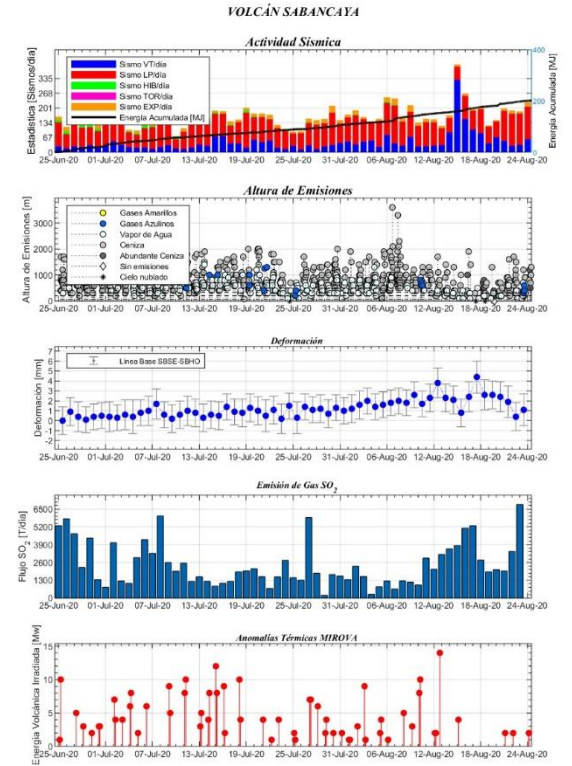 VOLCÁN SABANCAYA
Actividad Sísmica
Estadística [Sismos/día]
335
268
201
134
67
0
Sismo VT/día
Sismo LP/día
Sismo HIB/día
Sismo TOR/día
Sismo EXP/día
Energía Acumulada [MJ]
400
200
0
Energía Acumulada [MJ]
25-Jun-20 01-Jul-20 07-Jul-20 13-Jul-20 19-Jul-20 25-Jul-20 31-Jul-20 06-Aug-20 12-Aug-20 18-Aug-20 24-Aug-20
Altura de Emisiones
Altura de Emisiones [m]
3000
2000
1000
0
Gases Amarillos
Gases Azulinos
Vapor de Agua
Ceniza
Abundante Ceniza
Sin emisiones
Cielo nublado
25-Jun-20 01-Jul-20 07-Jul-20 13-Jul-20 19-Jul-20 25-Jul-20 31-Jul-20 06-Aug-20 12-Aug-20 18-Aug-20 24-Aug-20
Deformación
Deformación [mm]
7
6
5
4
3
2
1
0
-1
-2
Línea Base SBSE-SBHO
25-Jun-20 01-Jul-20 07-Jul-20 13-Jul-20 19-Jul-20 25-Jul-20 31-Jul-20 06-Aug-20 12-Aug-20 18-Aug-20 24-Aug-20
Emisión de Gas SO2
Flujo SO2 [T/día]
6500
5200
3900
2600
1300
0
25-Jun-20 01-Jul-20 07-Jul-20 13-Jul-20 19-Jul-20 25-Jul-20 31-Jul-20 06-Aug-20 12-Aug-20 18-Aug-20 24-Aug-20
Anomalías Térmicas MIROVA
Energía Volcánica Irradiada [Mw]
15
10
5
0
25-Jun-20 01-Jul-20 07-Jul-20 13-Jul-20 19-Jul-20 25-Jul-20 31-Jul-20 06-Aug-20 12-Aug-20 18-Aug-20 24-Aug-20